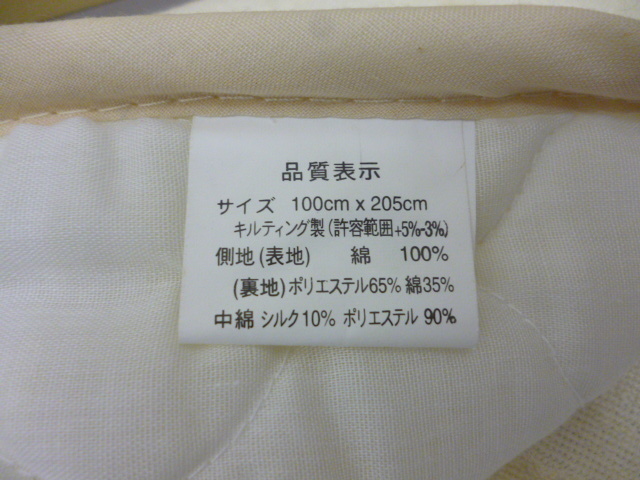 品質表示
サイズ 100cm x 205cm
キルティング製(許容範囲+5%-3%)
側地(表地) 綿 100%
(裏地)ポリエステル65% 綿35%
中綿 シルク10% ポリエステル 90%